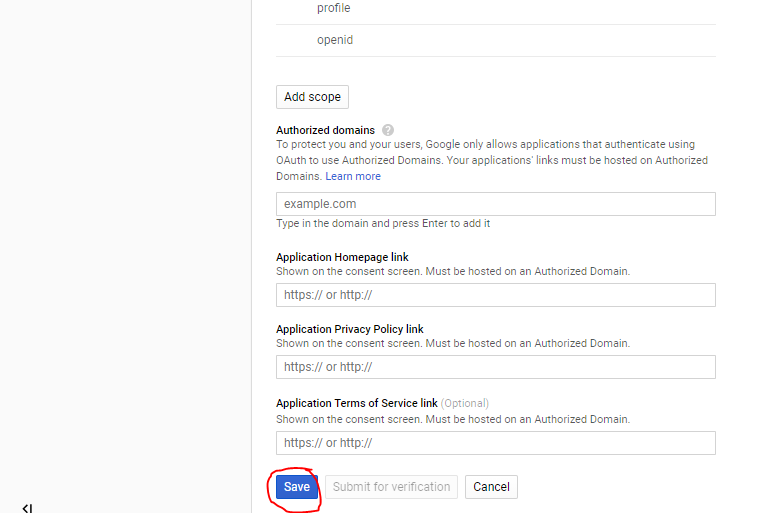 profile
openid
Add scope
Authorized domains ?
To protect you and your users, Google only allows applications that authenticate using
OAuth to use Authorized Domains. Your applications' links must be hosted on Authorized
Domains. Learn more
example.com
Type in the domain and press Enter to add it
Application Homepage link
Shown on the consent screen. Must be hosted on an Authorized Domain.
https:// or http://
Application Privacy Policy link
Shown on the consent screen. Must be hosted on an Authorized Domain.
https:// or http://
Application Terms of Service link (Optional)
Shown on the consent screen. Must be hosted on an Authorized Domain.
https:// or http://
Save Submit for verification Cancel